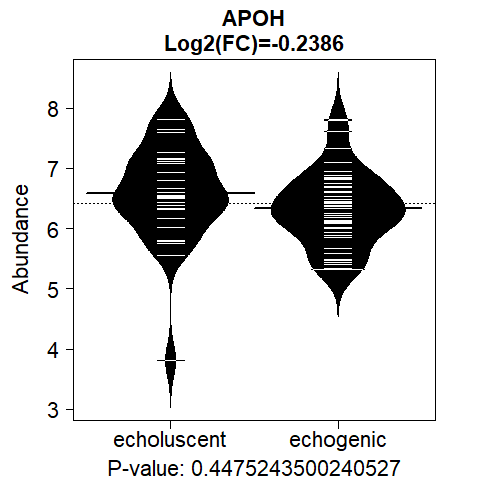 APOH
Log2(FC)=-0.2386
Abundance
8
7
6
5
4
3
echoluscent echogenic
P-value: 0.4475243500240527